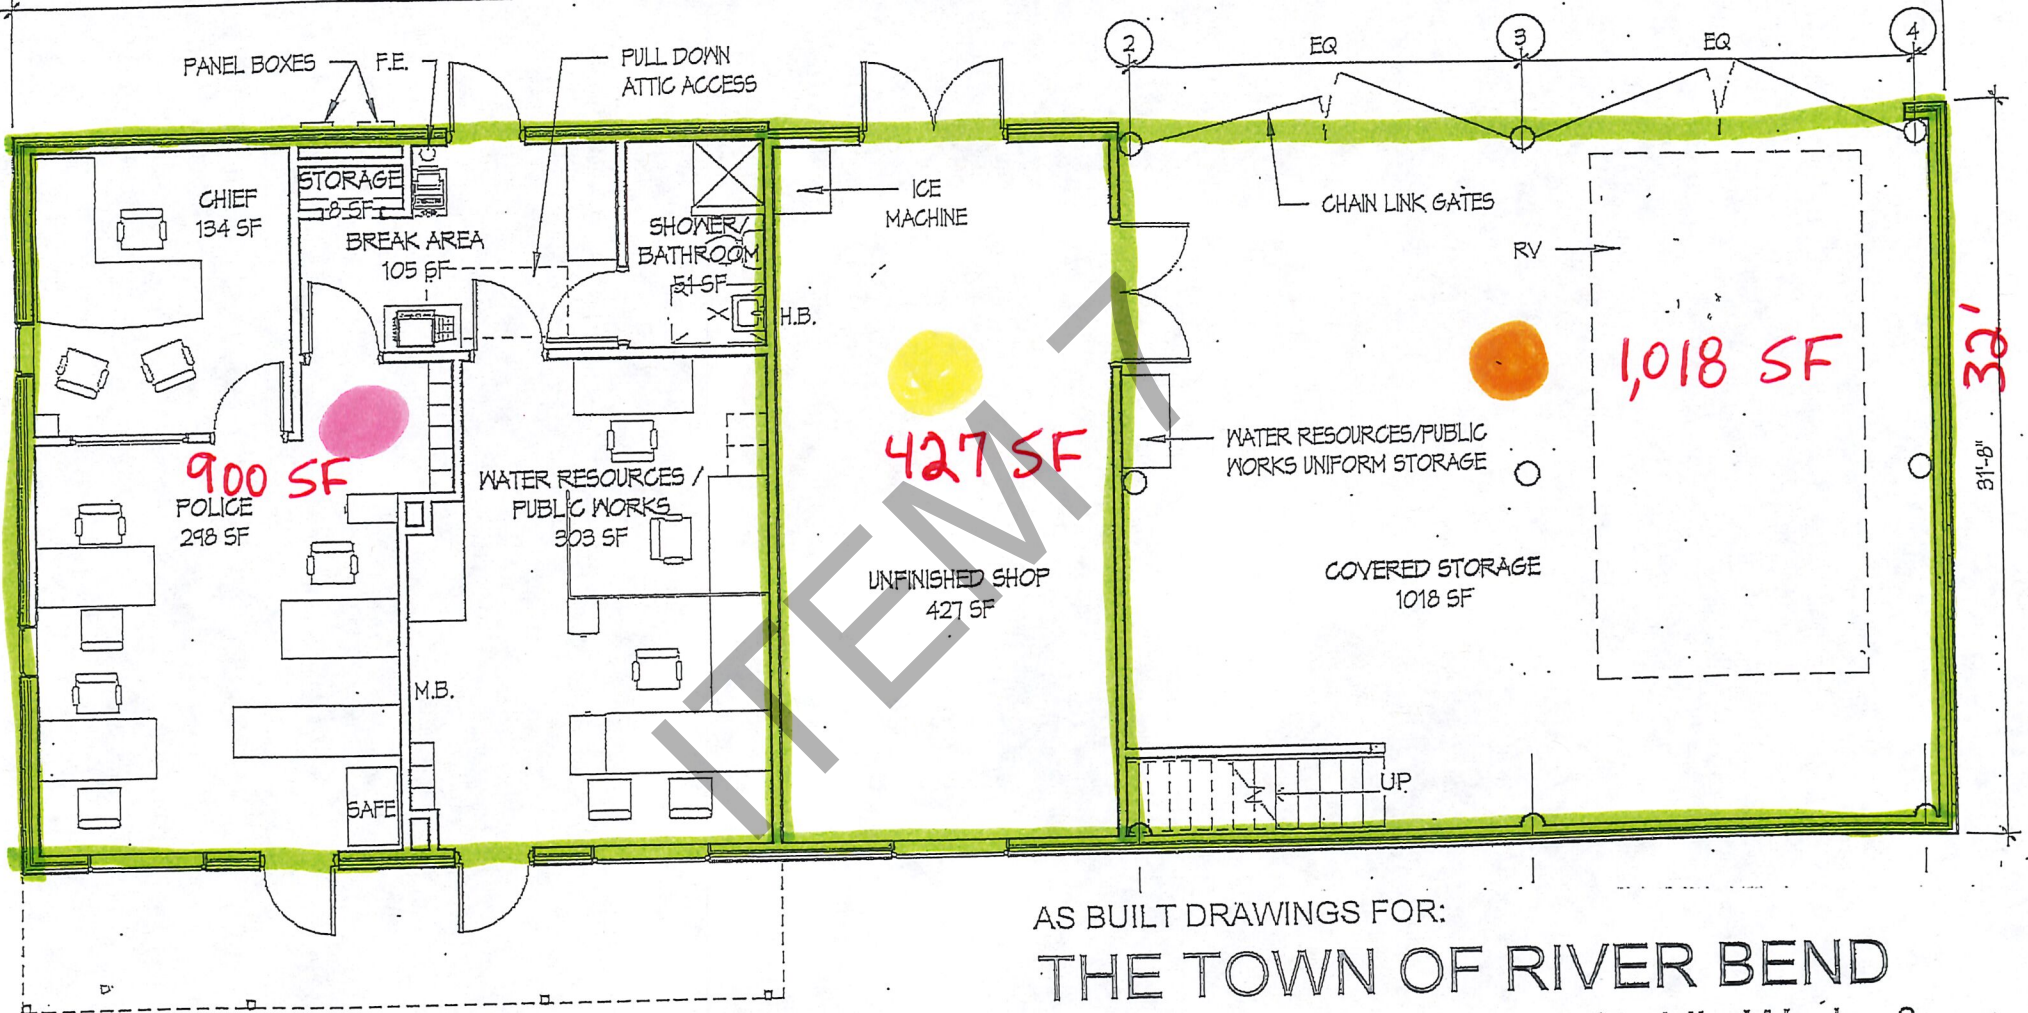 2
3
4
EQ
EQ
PANEL BOXES
F.E.
PULL DOWN
ATTIC ACCESS
CHIEF
134 SF
STORAGE
8 SF
BREAK AREA
105 SF
SHOWER/
BATHROOM
51 SF
H.B.
ICE
MACHINE
CHAIN LINK GATES
RV
1,018 SF
32'
31'-8"
900 SF
POLICE
298 SF
WATER RESOURCES /
PUBLIC WORKS
303 SF
427 SF
UNFINISHED SHOP
427 SF
WATER RESOURCES/PUBLIC
WORKS UNIFORM STORAGE
COVERED STORAGE
1018 SF
M.B.
SAFE
UP
ITEM 7
AS BUILT DRAWINGS FOR:
THE TOWN OF RIVER BEND